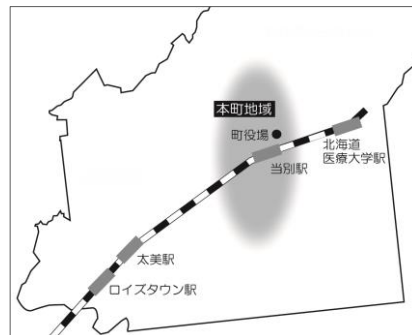 本町地域
町役場
北海道
医療大学駅
当別駅
太美駅
ロイズタウン駅